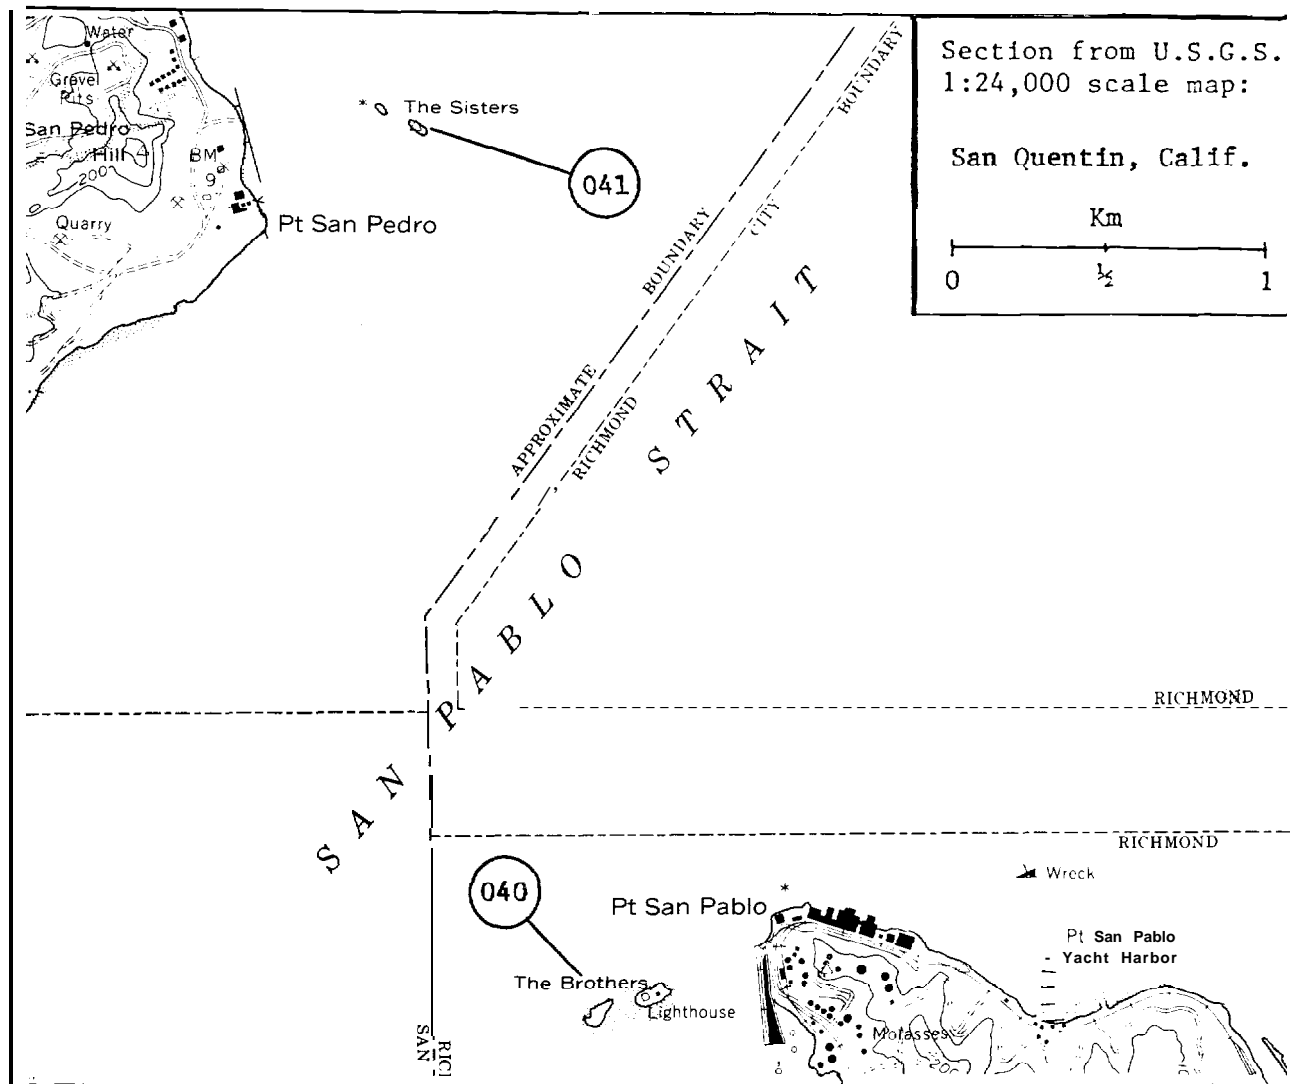 Section from U.S.G.S.
1:24,000 scale map:
San Quentin, Calif.
Km
0 ½ 1
Water
Gravel
Pits
San Pedro
Hill
200
BM
9
Quarry
Pt San Pedro
The Sisters
041
BOUNDARY
CITY
RICHMOND
APPROXIMATE BOUNDARY
SAN PABLO STRAIT
RICHMOND
RICHMOND
040
Pt San Pablo
Wreck
Pt San Pablo
Yacht Harbor
The Brothers
Lighthouse
Molasses
200
SAN
RICI